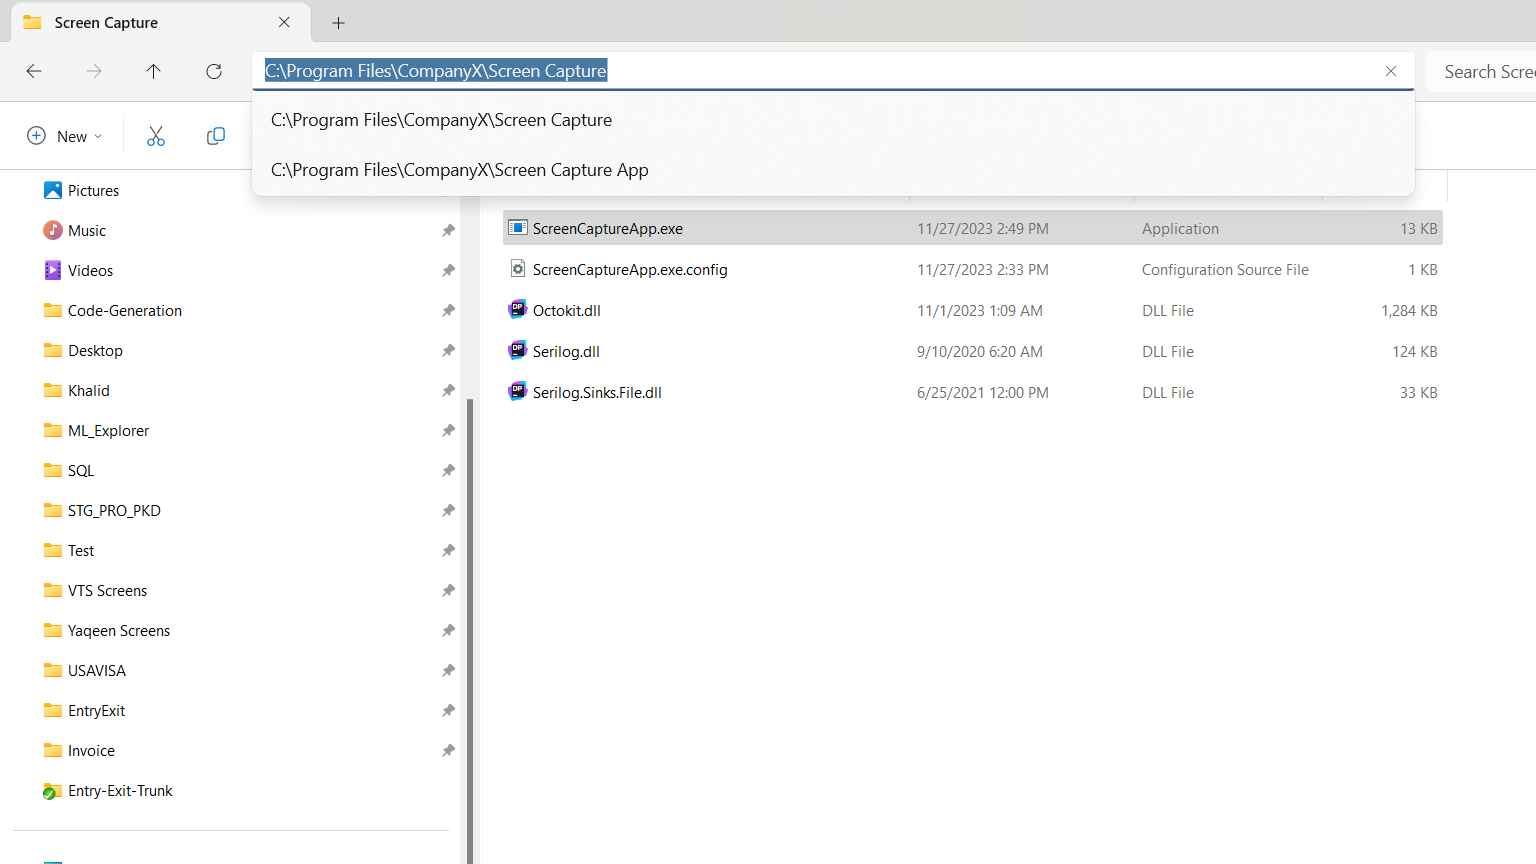 Screen Capture
C:\Program Files\CompanyX\Screen Capture
Search Scre
C:\Program Files\CompanyX\Screen Capture
C:\Program Files\CompanyX\Screen Capture App
New
Pictures
Music
Videos
Code-Generation
Desktop
Khalid
ML_Explorer
SQL
STG_PRO_PKD
Test
VTS Screens
Yaqeen Screens
USAVISA
EntryExit
Invoice
Entry-Exit-Trunk
ScreenCaptureApp.exe 11/27/2023 2:49 PM Application 13 KB
ScreenCaptureApp.exe.config 11/27/2023 2:33 PM Configuration Source File 1 KB
Octokit.dll 11/1/2023 1:09 AM DLL File 1,284 KB
Serilog.dll 9/10/2020 6:20 AM DLL File 124 KB
Serilog.Sinks.File.dll 6/25/2021 12:00 PM DLL File 33 KB